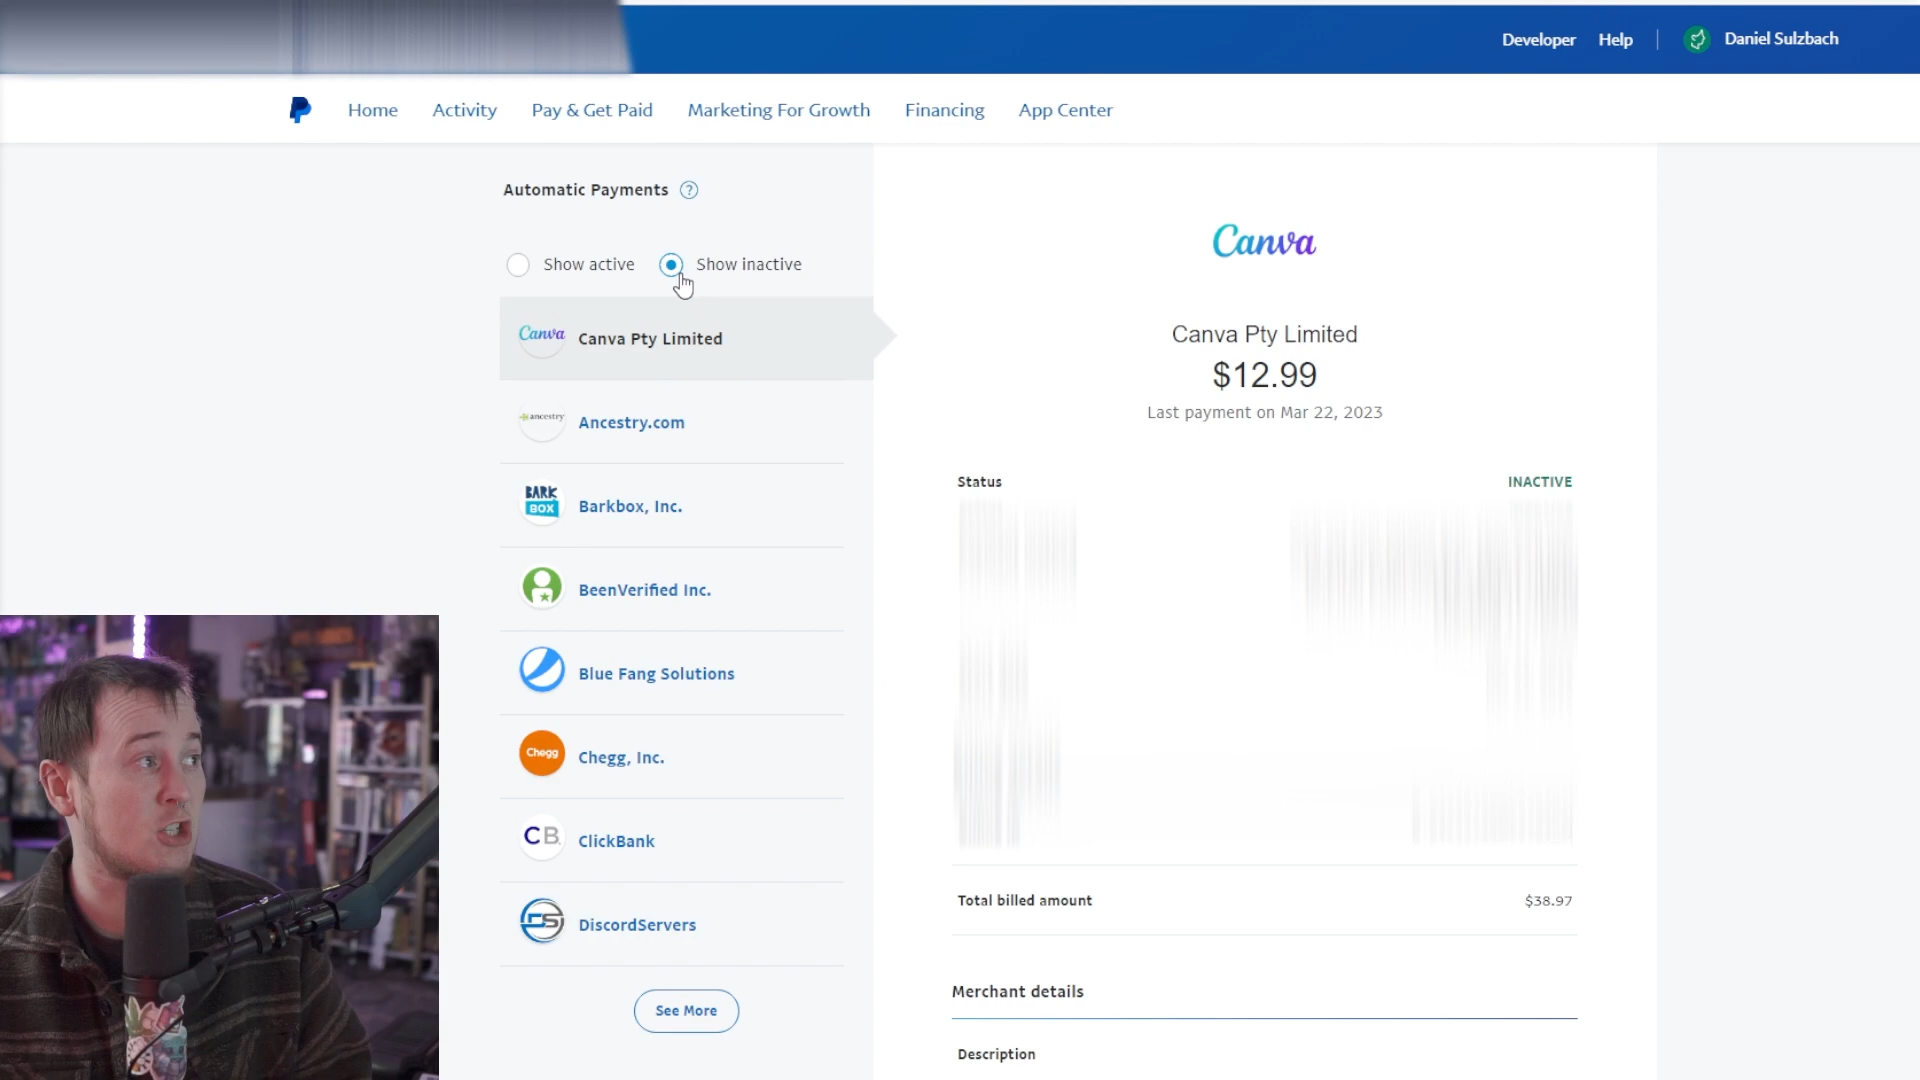 Developer
Help
Daniel Sulzbach
Home
Activity
Pay & Get Paid
Marketing For Growth
Financing
App Center
Automatic Payments ?
Show active
Show inactive
Canva
Canva Pty Limited
ancestry
Ancestry.com
BARK
BOX
Barkbox, Inc.
BeenVerified Inc.
Blue Fang Solutions
Chegg
Chegg, Inc.
CB
ClickBank
DS
DiscordServers
See More
Canva
Canva Pty Limited
$12.99
Last payment on Mar 22, 2023
Status
INACTIVE
Total billed amount
$38.97
Merchant details
Description